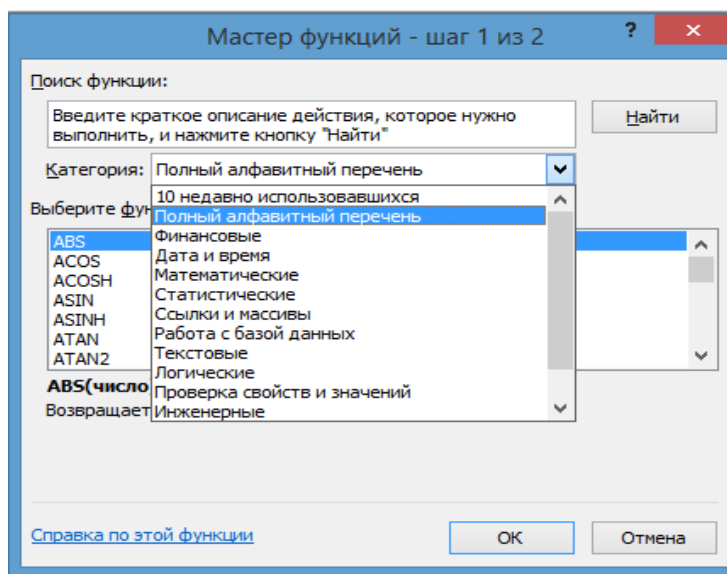 Мастер функций - шаг 1 из 2
?
Поиск функции:
Введите краткое описание действия, которое нужно
выполнить, и нажмите кнопку "Найти"
Найти
Категория:
Полный алфавитный перечень
10 недавно использовавшихся
Полный алфавитный перечень
Финансовые
Дата и время
Математические
Статистические
Ссылки и массивы
Работа с базой данных
Текстовые
Логические
Проверка свойств и значений
Инженерные
Выберите фун
ABS
ACOS
ACOSH
ASIN
ASINH
ATAN
ATAN2
ABS(число
Возвращает
Справка по этой функции
ОК
Отмена